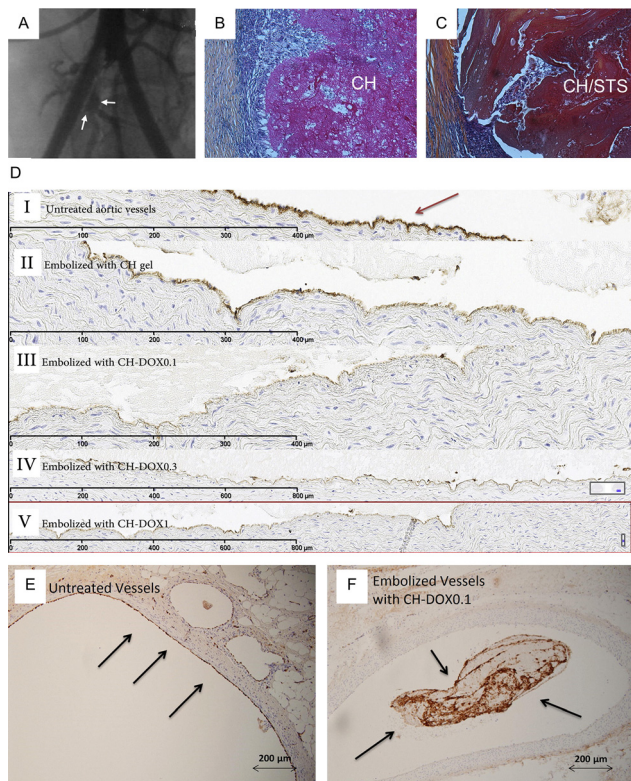 A
B
C
CH
CH/STS
D
I
Untreated aortic vessels
0 100 200 300 400 µm
II
Embolized with CH gel
0 100 200 300 400 µm
III
Embolized with CH-DOX0.1
0 100 200 300 400 µm
IV
Embolized with CH-DOX0.3
0 200 400 600 800 µm
V
Embolized with CH-DOX1
0 200 400 600 800 µm
E
Untreated Vessels
200 µm
F
Embolized Vessels
with CH-DOX0.1
200 µm